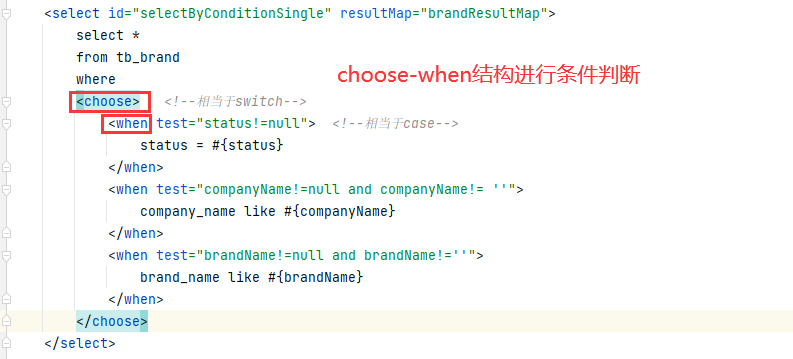 <select id="selectByConditionSingle" resultMap="brandResultMap">
select *
from tb_brand
where
choose-when结构进行条件判断
<choose> <!--相当于switch-->
<when test="status!=null"> <!--相当于case-->
status = #{status}
</when>
<when test="companyName!=null and companyName!= ''">
company_name like #{companyName}
</when>
<when test="brandName!=null and brandName!=''">
brand_name like #{brandName}
</when>
</choose>
</select>